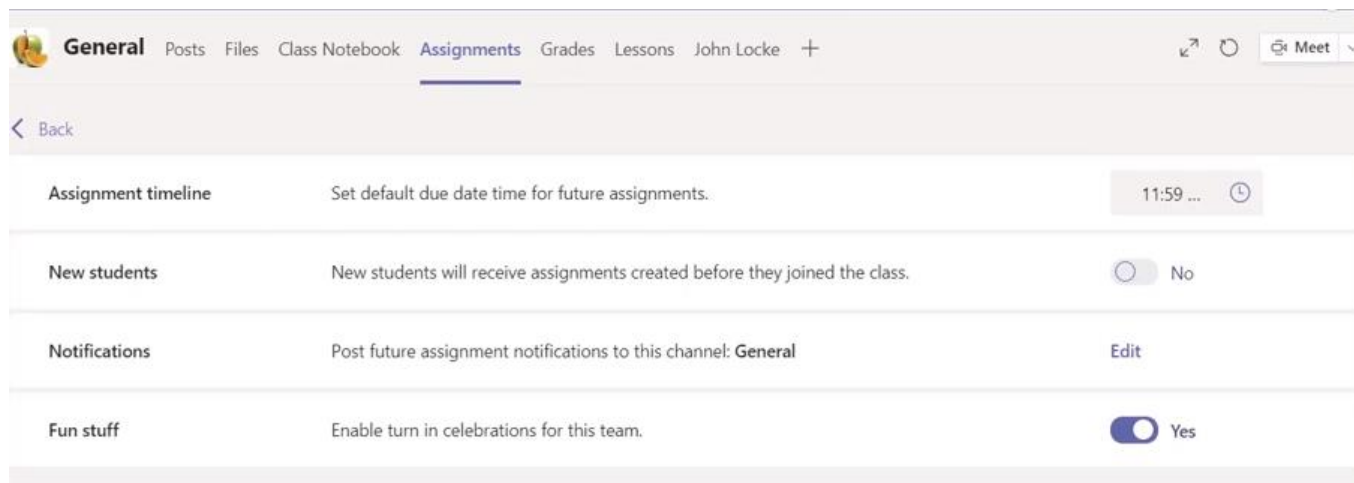 General Posts Files Class Notebook Assignments Grades Lessons John Locke + Meet
Back
Assignment timeline Set default due date time for future assignments. 11:59 ...
New students New students will receive assignments created before they joined the class. No
Notifications Post future assignment notifications to this channel: General Edit
Fun stuff Enable turn in celebrations for this team. Yes